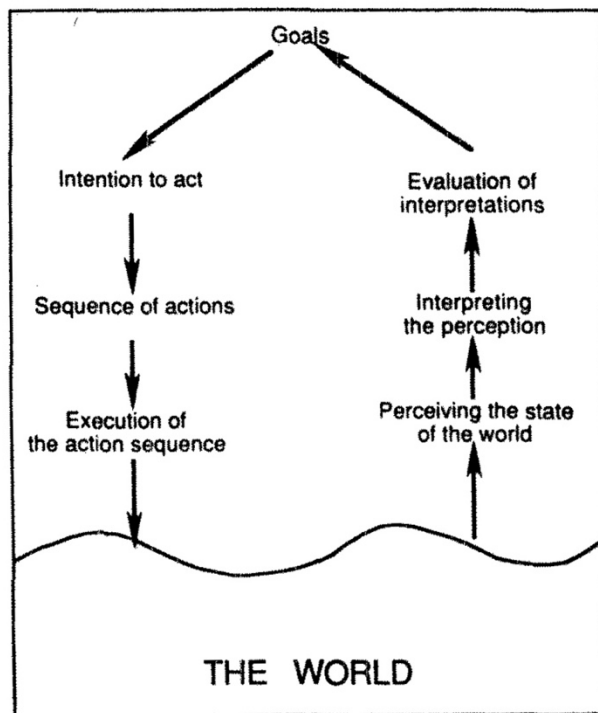 Goals
Intention to act
Sequence of actions
Execution of
the action sequence
Evaluation of
interpretations
Interpreting
the perception
Perceiving the state
of the world
THE WORLD